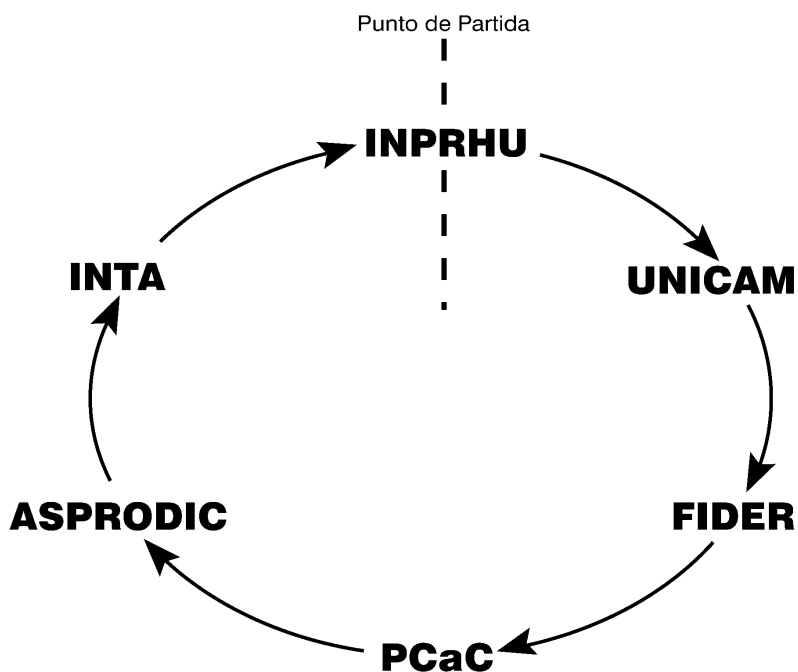 Punto de Partida
INPRHU
UNICAM
FIDER
PCaC
ASPRODIC
INTA